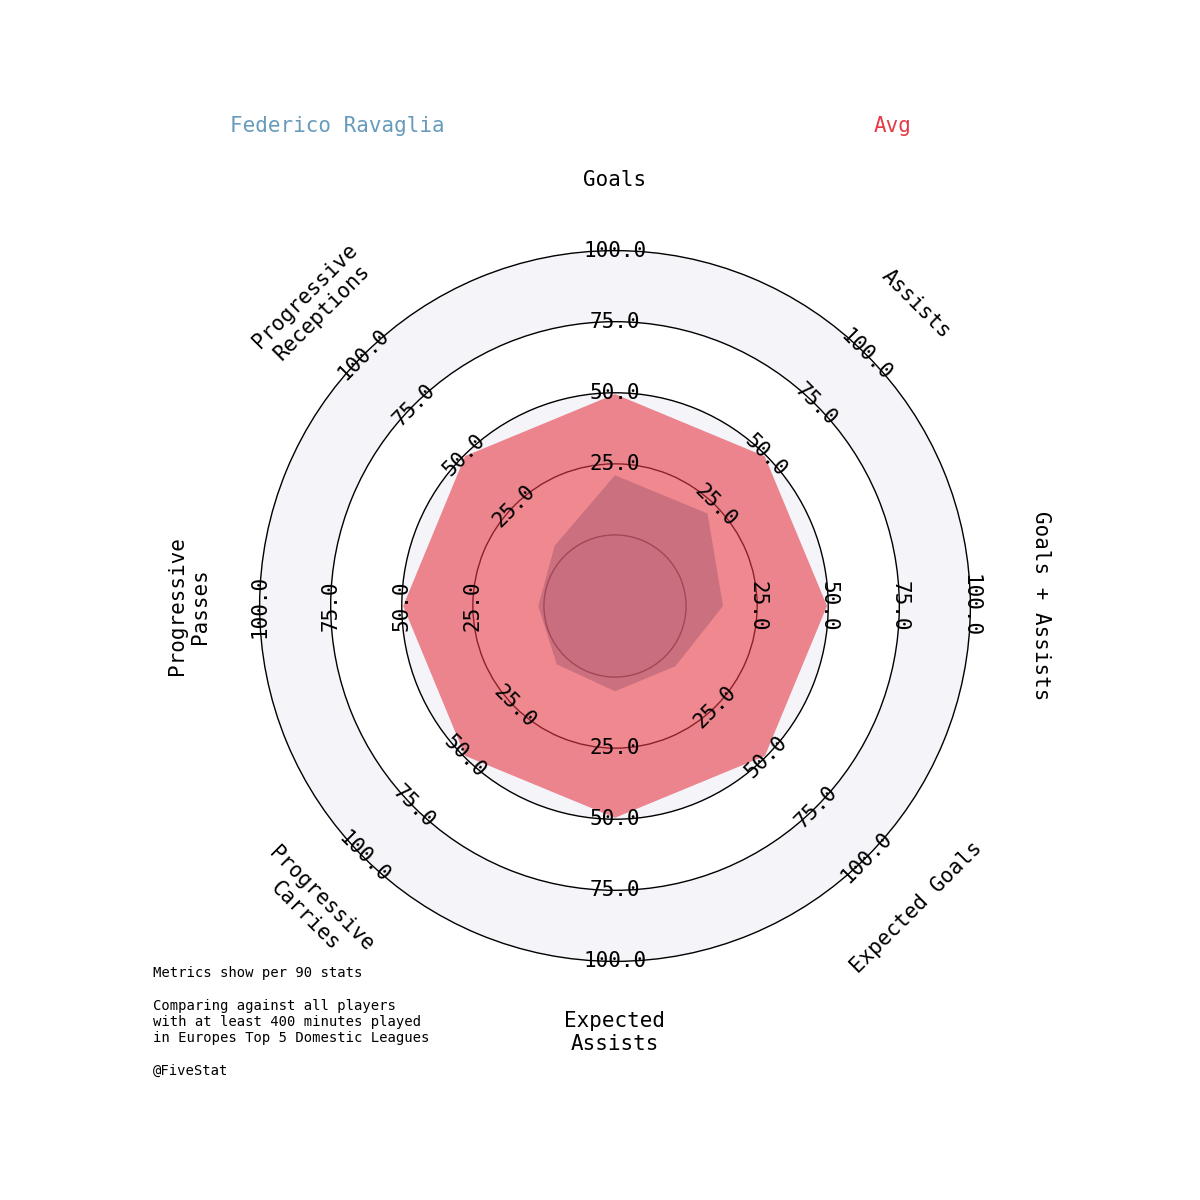 Federico Ravaglia
Avg
Goals
Progressive
Receptions
Assists
Progressive
Passes
Goals + Assists
Progressive
Carries
Expected Goals
Expected
Assists
100.0
75.0
50.0
25.0
100.0
75.0
50.0
25.0
100.0
75.0
50.0
25.0
100.0
75.0
50.0
25.0
100.0
75.0
50.0
25.0
100.0
75.0
50.0
25.0
100.0
75.0
50.0
25.0
100.0
75.0
50.0
25.0
Metrics show per 90 stats
Comparing against all players
with at least 400 minutes played
in Europes Top 5 Domestic Leagues
@FiveStat